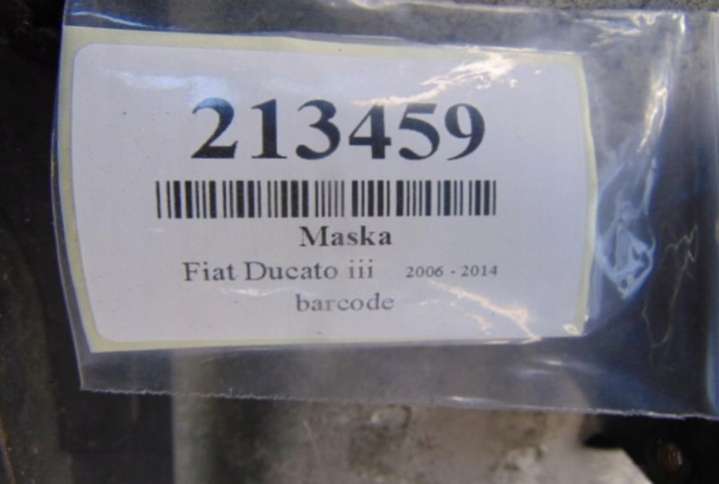 213459
Maska
Fiat Ducato iii 2006 - 2014
barcode